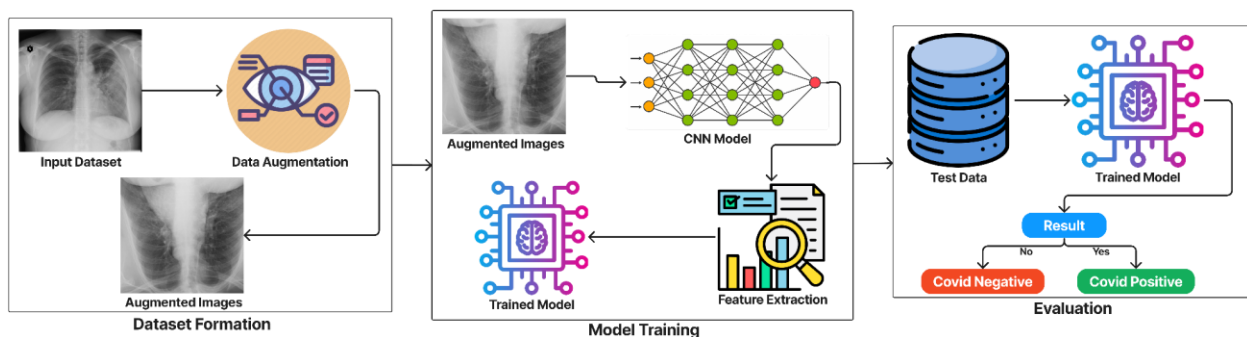 Input Dataset
Data Augmentation
Augmented Images
Dataset Formation
Augmented Images
CNN Model
Trained Model
Feature Extraction
Model Training
Test Data
Trained Model
Result
No
Yes
Covid Negative
Covid Positive
Evaluation